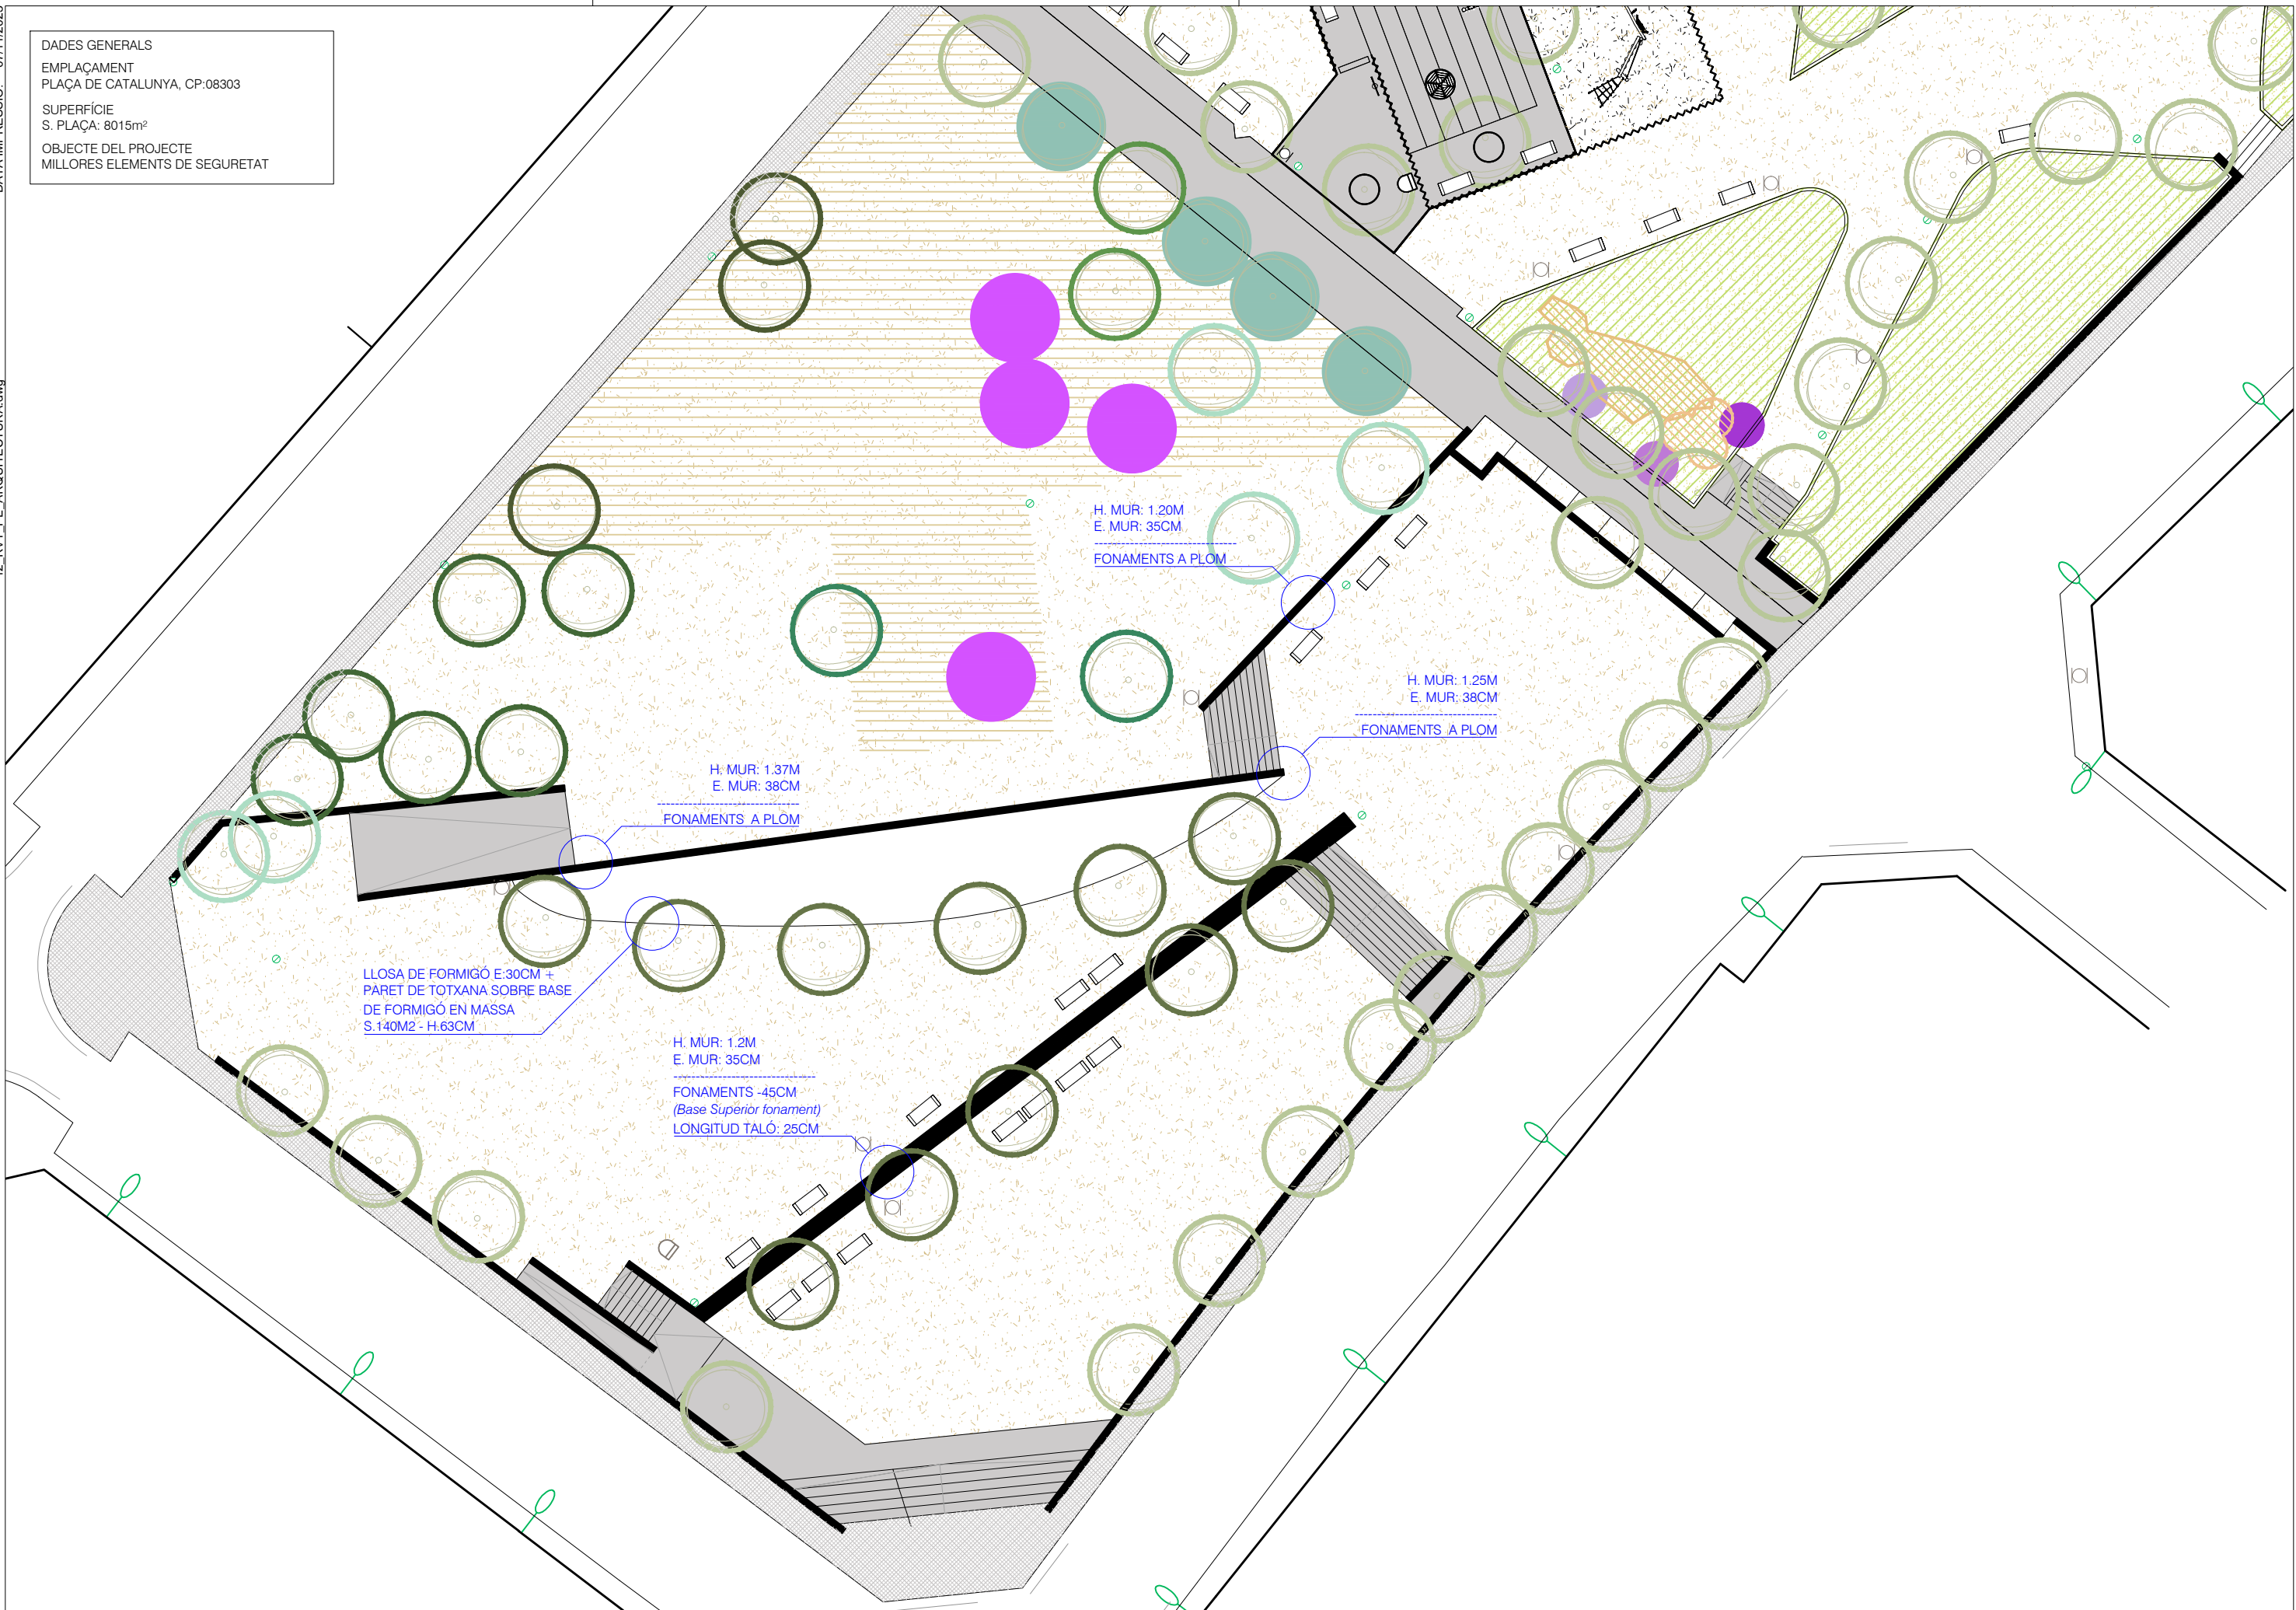 DADES GENERALS
EMPLAÇAMENT
PLAÇA DE CATALUNYA, CP:08303
SUPERFÍCIE
S. PLAÇA: 8015m²
OBJECTE DEL PROJECTE
MILLORES ELEMENTS DE SEGURETAT
H. MUR: 1.20M
E. MUR: 35CM
FONAMENTS A PLOM
H. MUR: 1.25M
E. MUR: 38CM
FONAMENTS A PLOM
H. MUR: 1.37M
E. MUR: 38CM
FONAMENTS A PLOM
LLOSA DE FORMIGÓ E:30CM +
PARET DE TOTXANA SOBRE BASE
DE FORMIGÓ EN MASSA
S.140M2 - H.63CM
H. MUR: 1.2M
E. MUR: 35CM
FONAMENTS -45CM
(Base Superior fonament)
LONGITUD TALÓ: 25CM